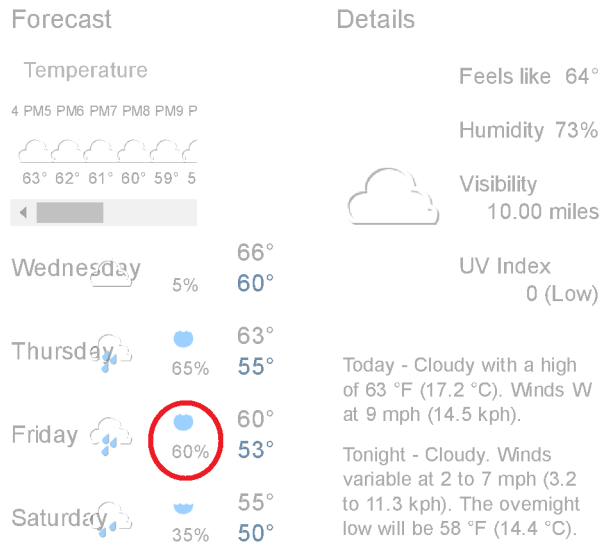 Forecast
Temperature
4 PM5 PM6 PM7 PM8 PM9 P
63° 62° 61° 60° 59° 5
Wednesday 5% 66° 60°
Thursday 65% 63° 55°
Friday 60% 60° 53°
Saturday 35% 55° 50°
Details
Feels like 64°
Humidity 73%
Visibility
10.00 miles
UV Index
0 (Low)
Today - Cloudy with a high
of 63 °F (17.2 °C). Winds W
at 9 mph (14.5 kph).
Tonight - Cloudy. Winds
variable at 2 to 7 mph (3.2
to 11.3 kph). The overnight
low will be 58 °F (14.4 °C).